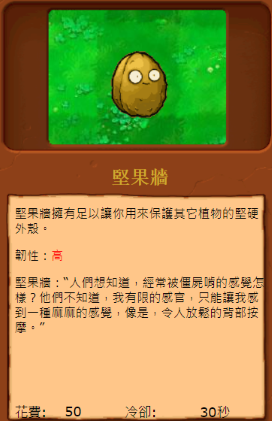 堅果牆
堅果牆擁有足以讓你用來保護其它植物的堅硬
外殼。
韌性：高
堅果牆：“人們想知道，經常被僵屍啃的感覺怎
樣？他們不知道，我有限的感官，只能讓我感
到一種麻麻的感覺，像是，令人放鬆的背部按
摩。”
花費： 50 冷卻： 30秒